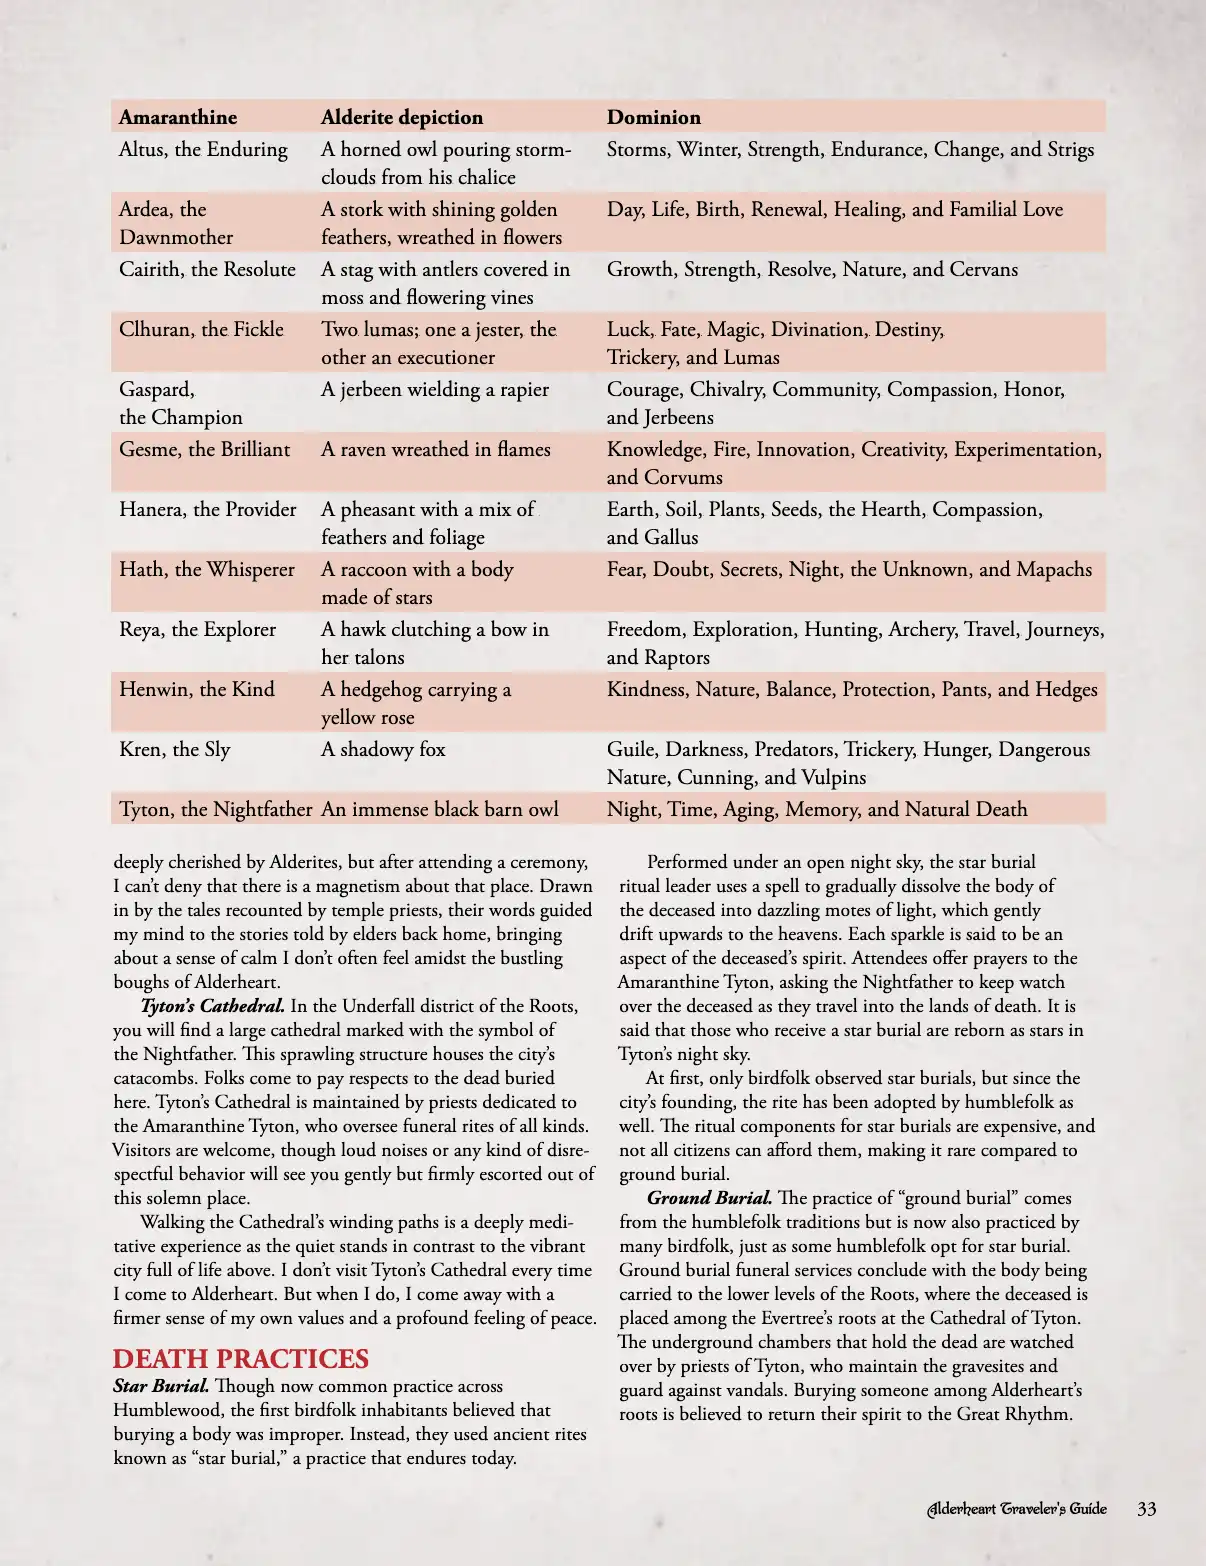 Amaranthine Alderite depiction Dominion
Altus, the Enduring A horned owl pouring storm- Storms, Winter, Strength, Endurance, Change, and Strigs
clouds from his chalice
Ardea, the A stork with shining golden Day, Life, Birth, Renewal, Healing, and Familial Love
Dawnmother feathers, wreathed in flowers
Cairith, the Resolute A stag with antlers covered in Growth, Strength, Resolve, Nature, and Cervans
moss and flowering vines
Clhuran, the Fickle Two lumas; one a jester, the Luck, Fate, Magic, Divination, Destiny,
other an executioner Trickery, and Lumas
Gaspard, A jerbeen wielding a rapier Courage, Chivalry, Community, Compassion, Honor,
the Champion and Jerbeens
Gesme, the Brilliant A raven wreathed in flames Knowledge, Fire, Innovation, Creativity, Experimentation,
and Corvums
Hanera, the Provider A pheasant with a mix of Earth, Soil, Plants, Seeds, the Hearth, Compassion,
feathers and foliage and Gallus
Hath, the Whisperer A raccoon with a body Fear, Doubt, Secrets, Night, the Unknown, and Mapachs
made of stars
Reya, the Explorer A hawk clutching a bow in Freedom, Exploration, Hunting, Archery, Travel, Journeys,
her talons and Raptors
Henwin, the Kind A hedgehog carrying a Kindness, Nature, Balance, Protection, Pants, and Hedges
yellow rose
Kren, the Sly A shadowy fox Guile, Darkness, Predators, Trickery, Hunger, Dangerous
Nature, Cunning, and Vulpins
Tyton, the Nightfather An immense black barn owl Night, Time, Aging, Memory, and Natural Death
deeply cherished by Alderites, but after attending a ceremony,
I can't deny that there is a magnetism about that place. Drawn
in by the tales recounted by temple priests, their words guided
my mind to the stories told by elders back home, bringing
about a sense of calm I don't often feel amidst the bustling
boughs of Alderheart.
Tyton's Cathedral. In the Underfall district of the Roots,
you will find a large cathedral marked with the symbol of
the Nightfather. This sprawling structure houses the city's
catacombs. Folks come to pay respects to the dead buried
here. Tyton's Cathedral is maintained by priests dedicated to
the Amaranthine Tyton, who oversee funeral rites of all kinds.
Visitors are welcome, though loud noises or any kind of disre-
spectful behavior will see you gently but firmly escorted out of
this solemn place.
Walking the Cathedral's winding paths is a deeply medi-
tative experience as the quiet stands in contrast to the vibrant
city full of life above. I don't visit Tyton's Cathedral every time
I come to Alderheart. But when I do, I come away with a
firmer sense of my own values and a profound feeling of peace.
DEATH PRACTICES
Star Burial. Though now common practice across
Humblewood, the first birdfolk inhabitants believed that
burying a body was improper. Instead, they used ancient rites
known as “star burial,” a practice that endures today.
Performed under an open night sky, the star burial
ritual leader uses a spell to gradually dissolve the body of
the deceased into dazzling motes of light, which gently
drift upwards to the heavens. Each sparkle is said to be an
aspect of the deceased's spirit. Attendees offer prayers to the
Amaranthine Tyton, asking the Nightfather to keep watch
over the deceased as they travel into the lands of death. It is
said that those who receive a star burial are reborn as stars in
Tyton's night sky.
At first, only birdfolk observed star burials, but since the
city's founding, the rite has been adopted by humblefolk as
well. The ritual components for star burials are expensive, and
not all citizens can afford them, making it rare compared to
ground burial.
Ground Burial. The practice of “ground burial” comes
from the humblefolk traditions but is now also practiced by
many birdfolk, just as some humblefolk opt for star burial.
Ground burial funeral services conclude with the body being
carried to the lower levels of the Roots, where the deceased is
placed among the Evertree's roots at the Cathedral of Tyton.
The underground chambers that hold the dead are watched
over by priests of Tyton, who maintain the gravesites and
guard against vandals. Burying someone among Alderheart's
roots is believed to return their spirit to the Great Rhythm.
Alderheart Traveler's Guide 33